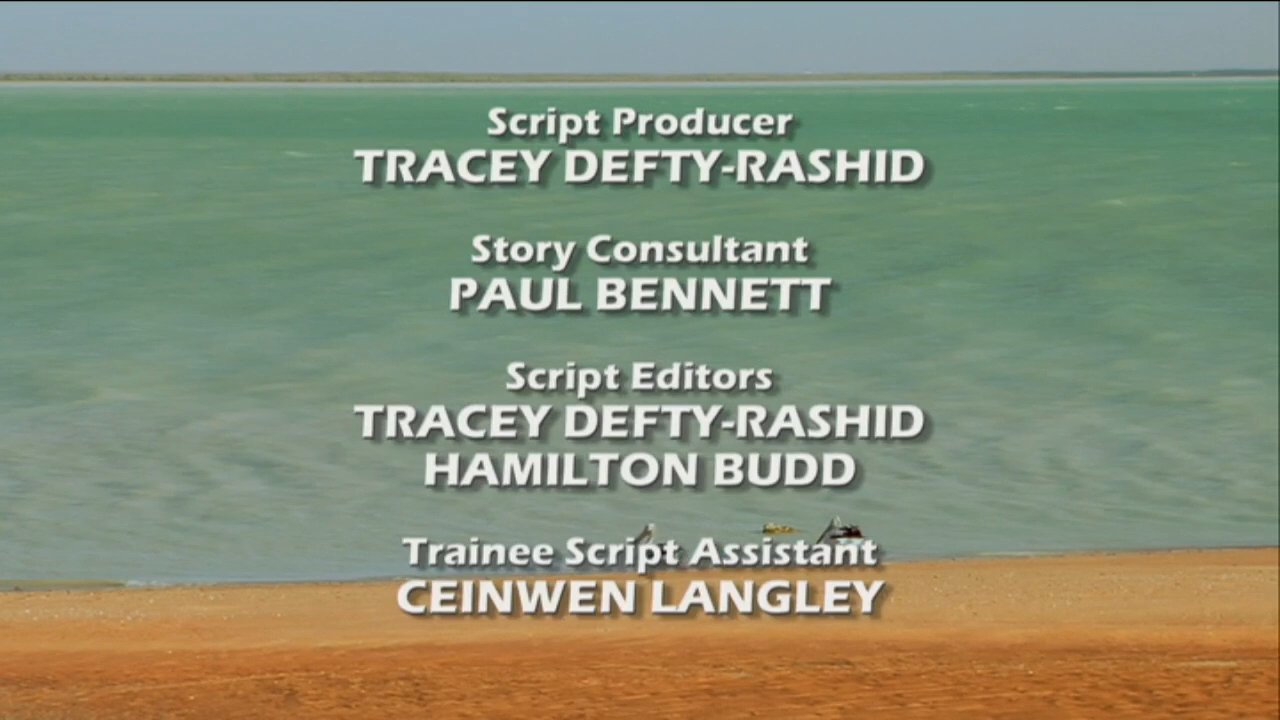 Script Producer
TRACEY DEFTY-RASHID
Story Consultant
PAUL BENNETT
Script Editors
TRACEY DEFTY-RASHID
HAMILTON BUDD
Trainee Script Assistant
CEINWEN LANGLEY